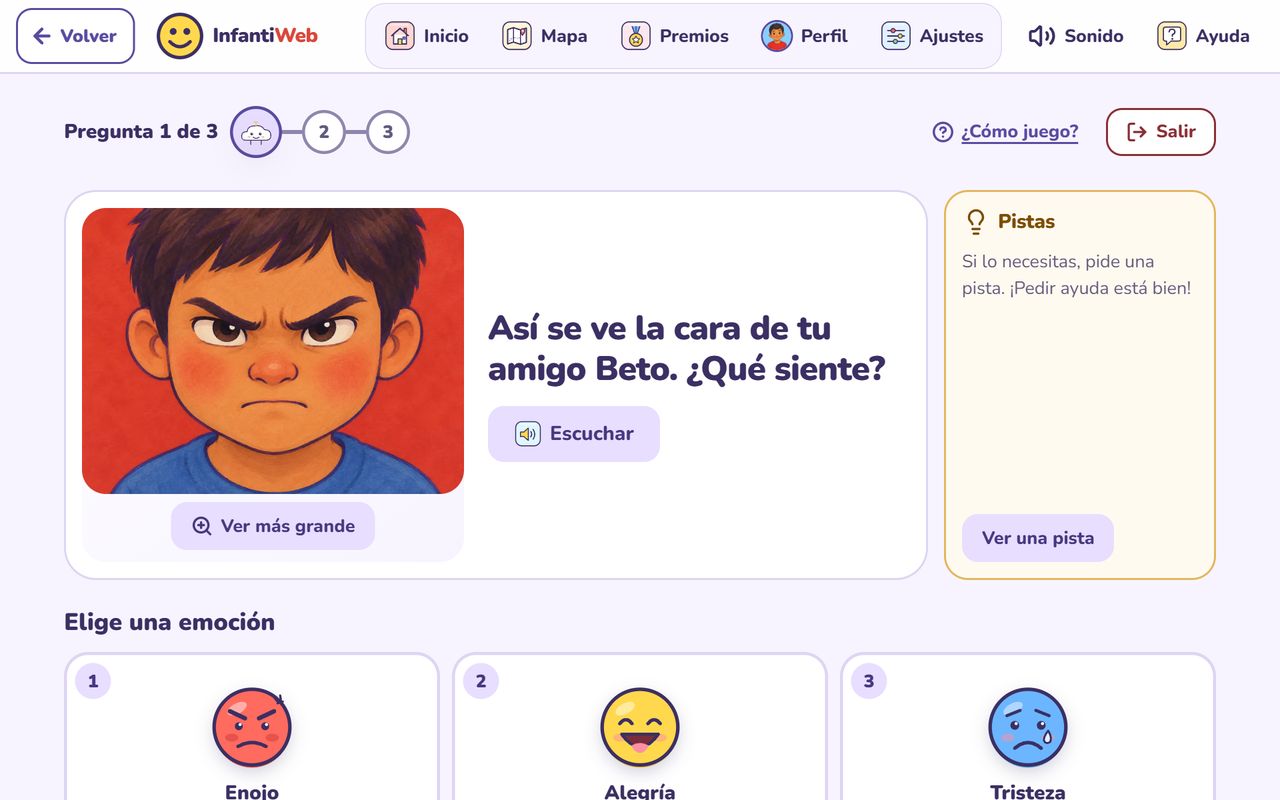 Volver
InfantiWeb
Inicio
Mapa
Premios
Perfil
Ajustes
Sonido
Ayuda
Pregunta 1 de 3
2
3
¿Cómo juego?
Salir
Así se ve la cara de tu
amigo Beto. ¿Qué siente?
Escuchar
Ver más grande
Pistas
Si lo necesitas, pide una
pista. ¡Pedir ayuda está bien!
Ver una pista
Elige una emoción
1
Enojo
2
Alegría
3
Tristeza